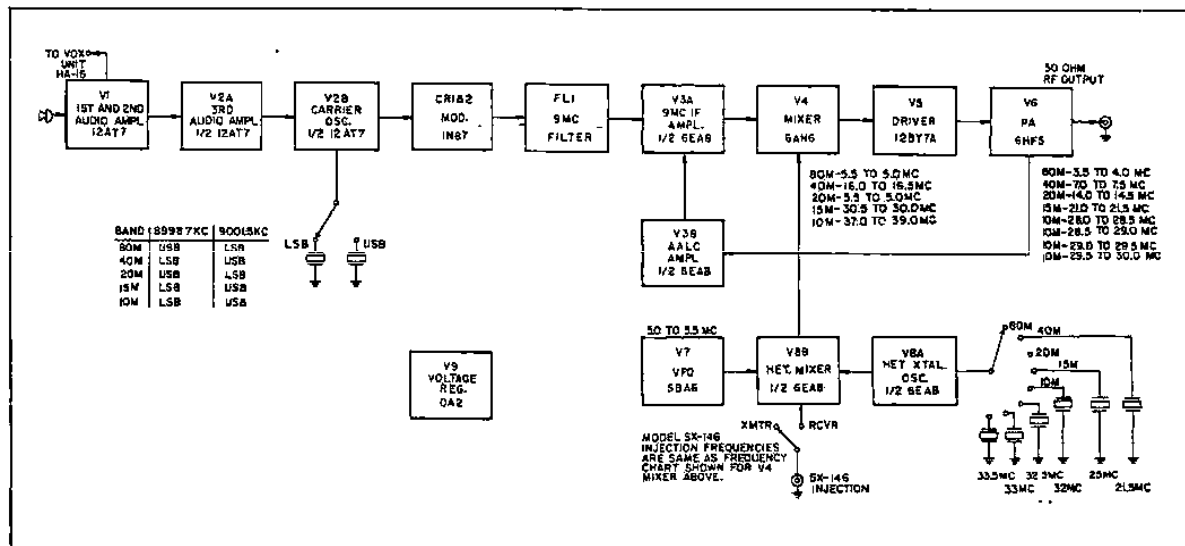 TO VOX
UNIT
HA-16
V1
1ST AND 2ND
AUDIO AMPL
12AT7
V2A
3RD
AUDIO AMPL
1/2 12AT7
V2B
CARRIER
OSC.
1/2 12AT7
CR1&2
MOD.
IN87
FL1
9MC
FILTER
V3A
9MC IF
AMPL.
1/2 6EA8
V4
MIXER
6AH6
V5
DRIVER
12BY7A
V6
PA
6HF5
50 OHM
RF OUTPUT
80M-5.5 TO 5.0MC
40M-16.0 TO 16.5MC
20M-5.5 TO 5.0MC
15M-30.5 TO 30.0MC
10M-37.0 TO 39.0MC
80M-3.5 TO 4.0 MC
40M-7.0 TO 7.5 MC
20M-14.0 TO 14.5 MC
15M-21.0 TO 21.5 MC
10M-28.0 TO 28.5 MC
10M-28.5 TO 29.0 MC
10M-29.0 TO 29.5 MC
10M-29.5 TO 30.0 MC
LSB
USB
V3B
AALC
AMPL
1/2 6EA8
BAND 8998.7KC 9001.5KC
80M USB LSB
40M LSB USB
20M USB LSB
15M LSB USB
10M LSB USB
V9
VOLTAGE
REG.
OA2
5.0 TO 5.5 MC
V7
VFO
6BA6
V8B
HET. MIXER
1/2 6EA8
V8A
HET XTAL.
OSC.
1/2 6EA8
80M
40M
20M
15M
10M
XMTR
RCVR
MODEL SX-146
INJECTION FREQUENCIES
ARE SAME AS FREQUENCY
CHART SHOWN FOR V4
MIXER ABOVE.
SX-146
INJECTION
33.5MC
33MC
32.5MC
32MC
25MC
21.5MC